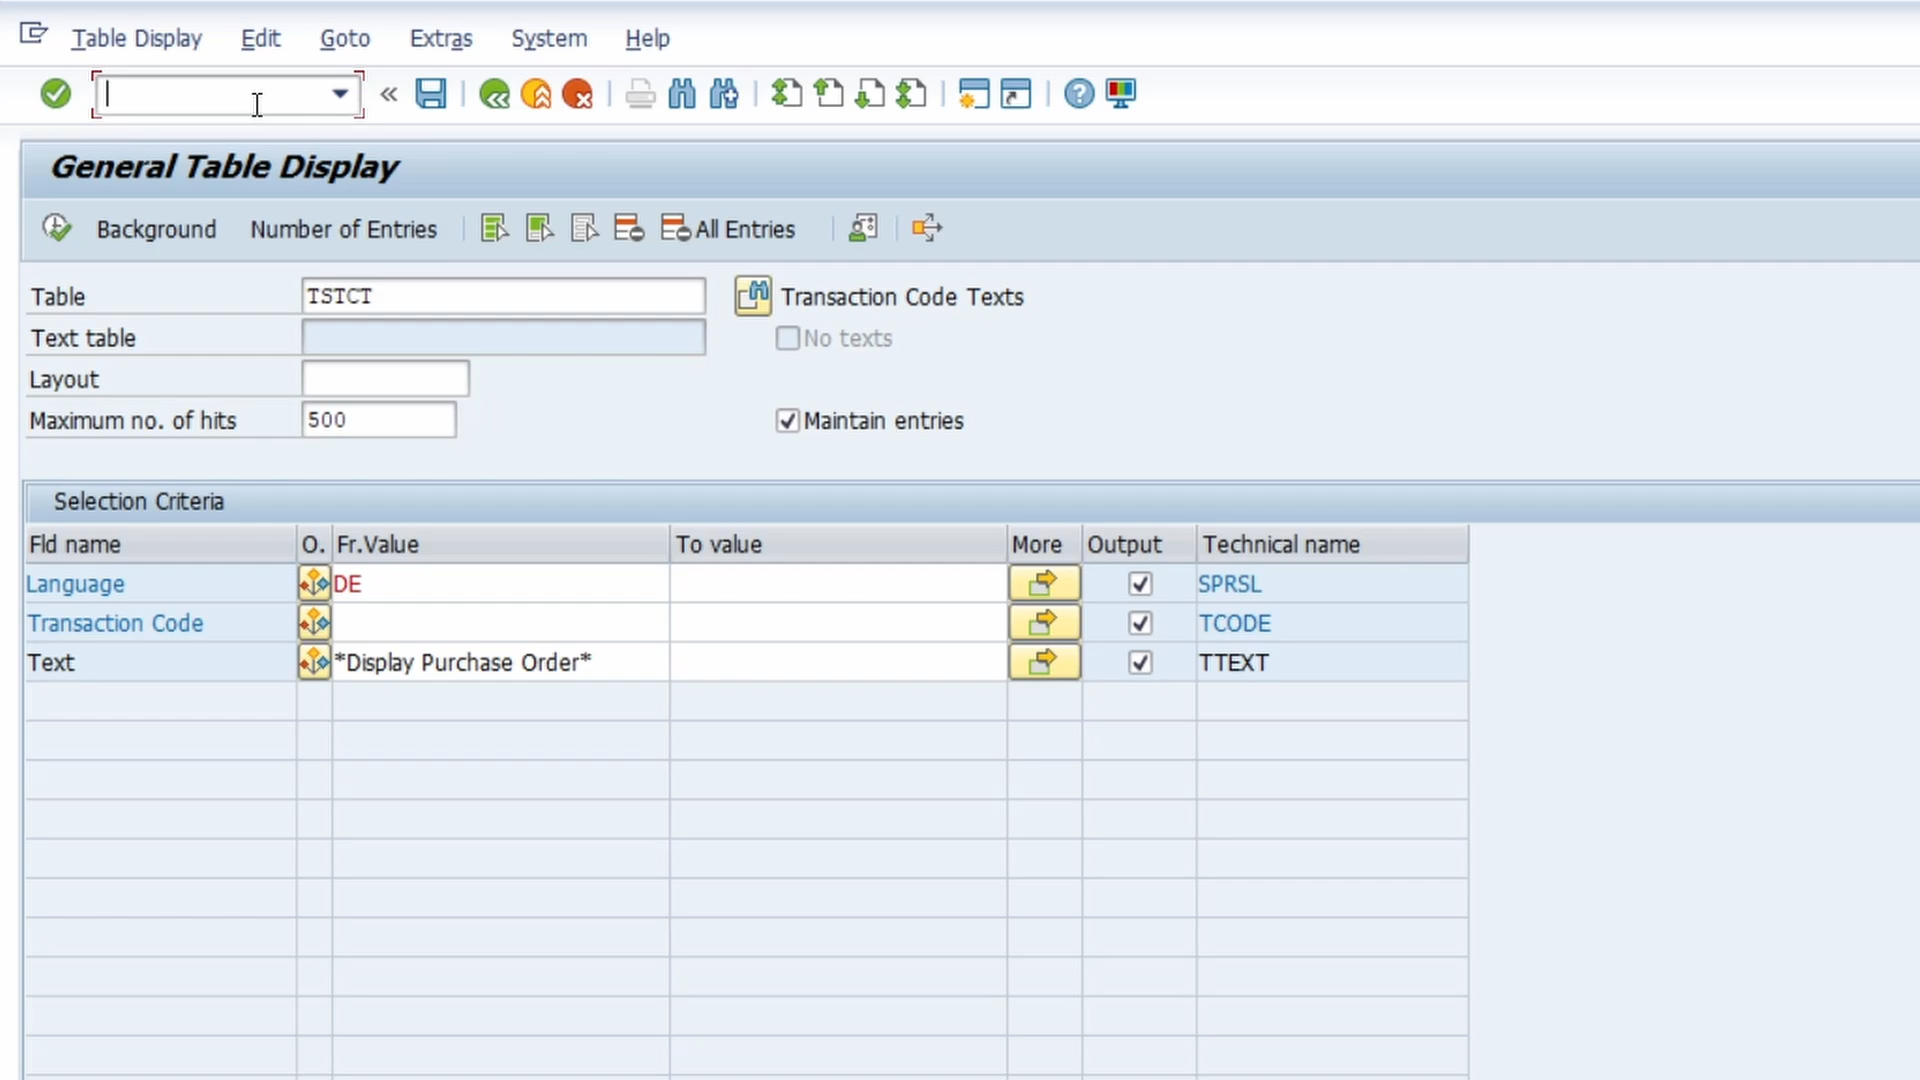 Table Display Edit Goto Extras System Help
General Table Display
Background Number of Entries All Entries
Table TSTCT Transaction Code Texts
Text table No texts
Layout
Maximum no. of hits 500 Maintain entries
Selection Criteria
Fld name O. Fr.Value To value More Output Technical name
Language DE SPRSL
Transaction Code TCODE
Text *Display Purchase Order* TTEXT